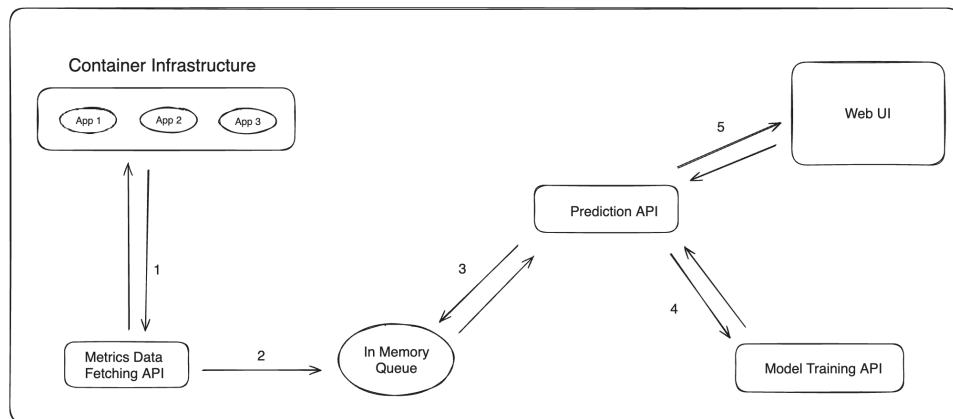 Container Infrastructure
App 1
App 2
App 3
5
Web UI
Prediction API
1
3
4
2
Metrics Data
Fetching API
In Memory
Queue
Model Training API